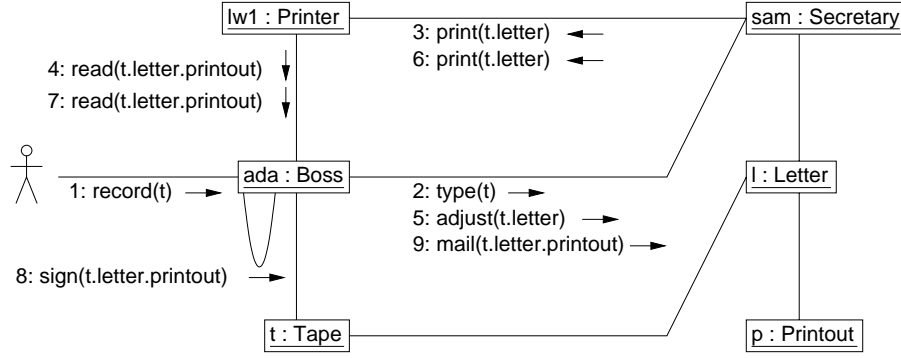 lw1 : Printer
sam : Secretary
3: print(t.letter)
6: print(t.letter)
4: read(t.letter.printout)
7: read(t.letter.printout)
ada : Boss
l : Letter
1: record(t)
2: type(t)
5: adjust(t.letter)
9: mail(t.letter.printout)
8: sign(t.letter.printout)
t : Tape
p : Printout